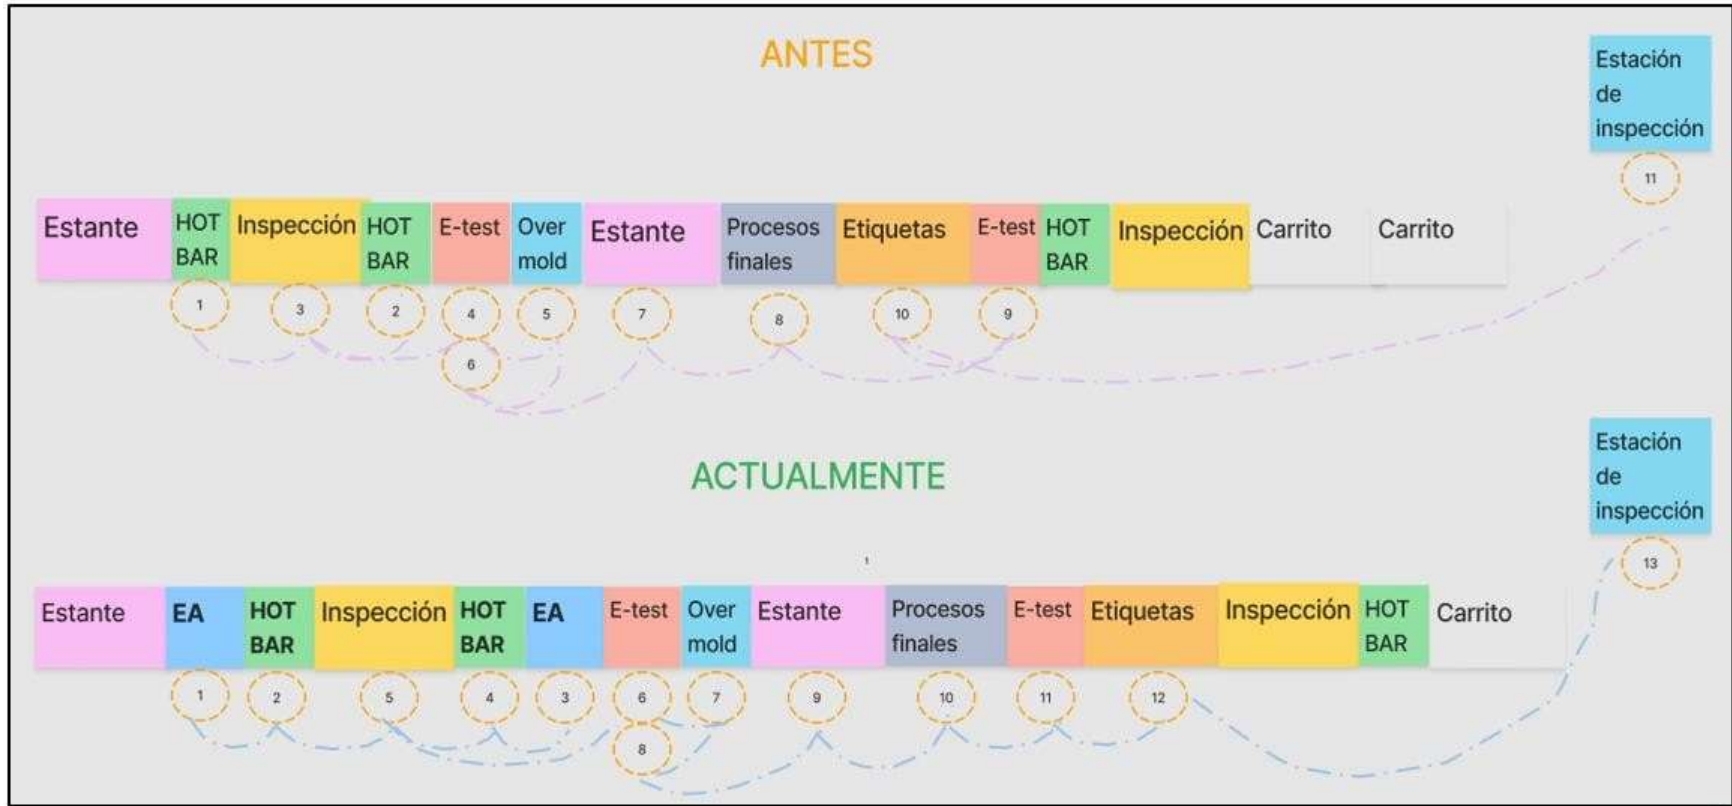 ANTES
Estación
de
inspección
11
Estante
HOT
BAR
Inspección
HOT
BAR
E-test
Over
mold
Estante
Procesos
finales
Etiquetas
E-test
HOT
BAR
Inspección
Carrito
Carrito
1
3
2
4
5
7
8
10
9
6
ACTUALMENTE
Estación
de
inspección
13
1
Estante
EA
HOT
BAR
Inspección
HOT
BAR
EA
E-test
Over
mold
Estante
Procesos
finales
E-test
Etiquetas
Inspección
HOT
BAR
Carrito
1
2
5
4
3
6
7
9
10
11
12
8